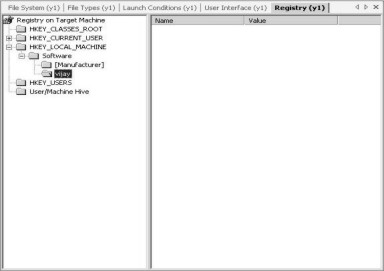 File System (y1) | File Types (y1) | Launch Conditions (y1) | User Interface (y1) | Registry (y1)
Registry on Target Machine
HKEY_CLASSES_ROOT
HKEY_CURRENT_USER
HKEY_LOCAL_MACHINE
Software
[Manufacturer]
vijay
HKEY_USERS
User/Machine Hive
Name Value